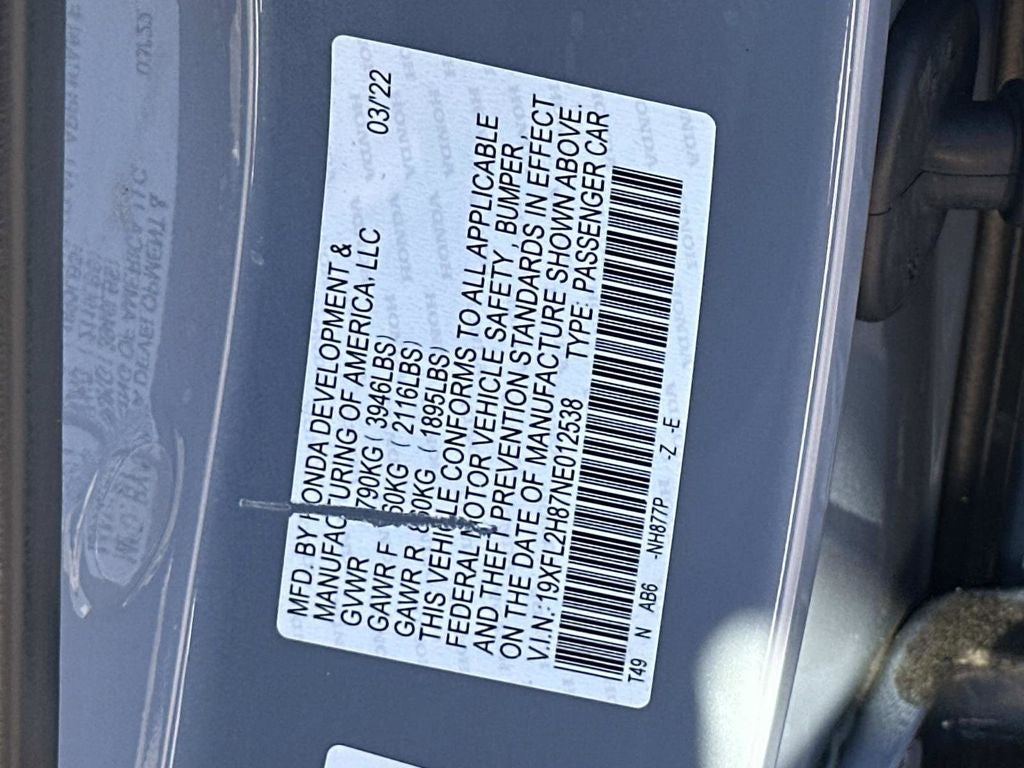 MFD. BY HONDA DEVELOPMENT &
MANUFACTURING OF AMERICA, LLC 03/'22
GVWR 1790KG ( 3946LBS)
GAWR F 960KG ( 2116LBS)
GAWR R 860KG ( 1895LBS)
THIS VEHICLE CONFORMS TO ALL APPLICABLE
FEDERAL MOTOR VEHICLE SAFETY, BUMPER,
AND THEFT PREVENTION STANDARDS IN EFFECT
ON THE DATE OF MANUFACTURE SHOWN ABOVE.
V.I.N.: 19XFL2H87NE012538 TYPE: PASSENGER CAR
T49 N AB6 -NH877P -Z -E